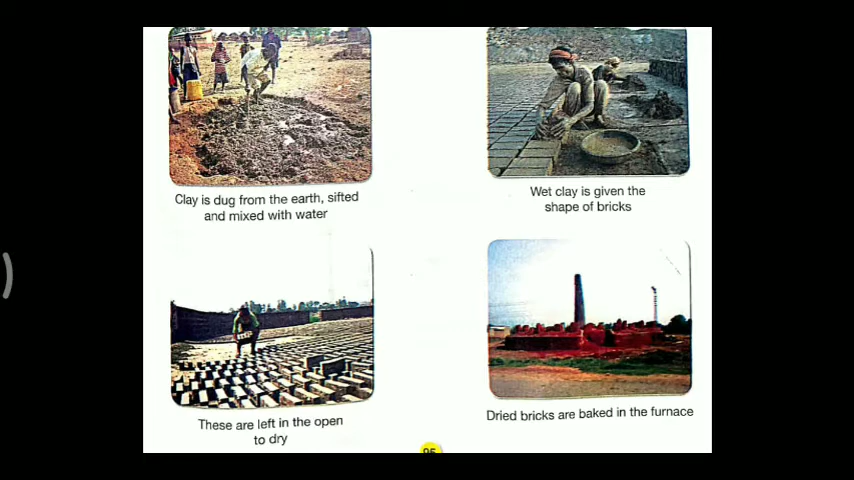 Clay is dug from the earth, sifted
and mixed with water
Wet clay is given the
shape of bricks
These are left in the open
to dry
Dried bricks are baked in the furnace
95